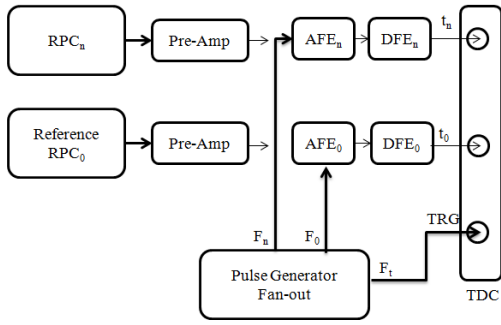 RPCn
Pre-Amp
AFEn
DFEn
tn
Reference
RPC0
Pre-Amp
AFE0
DFE0
t0
Fn
F0
TRG
Ft
Pulse Generator
Fan-out
TDC